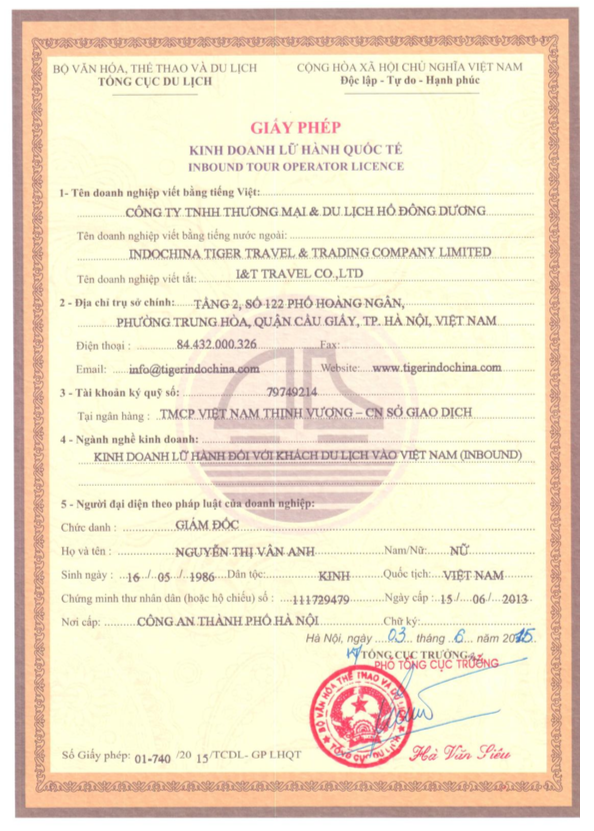 BỘ VĂN HÓA, THỂ THAO VÀ DU LỊCH
TỔNG CỤC DU LỊCH
CỘNG HÒA XÃ HỘI CHỦ NGHĨA VIỆT NAM
Độc lập - Tự do - Hạnh phúc
GIẤY PHÉP
KINH DOANH LỮ HÀNH QUỐC TẾ
INBOUND TOUR OPERATOR LICENCE
1- Tên doanh nghiệp viết bằng tiếng Việt:
CÔNG TY TNHH THƯƠNG MẠI & DU LỊCH HỔ ĐÔNG DƯƠNG
Tên doanh nghiệp viết bằng tiếng nước ngoài:
INDOCHINA TIGER TRAVEL & TRADING COMPANY LIMITED
Tên doanh nghiệp viết tắt: I&T TRAVEL CO.,LTD
2 - Địa chỉ trụ sở chính: TẦNG 2, SỐ 122 PHỐ HOÀNG NGÂN,
PHƯỜNG TRUNG HÒA, QUẬN CẦU GIẤY, TP. HÀ NỘI, VIỆT NAM
Điện thoại : 84.432.000.326 Fax:
Email: info@tigerindochina.com Website: www.tigerindochina.com
3 - Tài khoản ký quỹ số: 79749214
Tại ngân hàng : TMCP VIỆT NAM THỊNH VƯỢNG – CN SỞ GIAO DỊCH
4 - Ngành nghề kinh doanh:
KINH DOANH LỮ HÀNH ĐỐI VỚI KHÁCH DU LỊCH VÀO VIỆT NAM (INBOUND)
5 - Người đại diện theo pháp luật của doanh nghiệp:
Chức danh : GIÁM ĐỐC
Họ và tên : NGUYỄN THỊ VÂN ANH Nam/Nữ: NỮ
Sinh ngày : 16 / 05 / 1986 Dân tộc: KINH Quốc tịch: VIỆT NAM
Chứng minh thư nhân dân (hoặc hộ chiếu) số : 111729479 Ngày cấp : 15 / 06 / 2013
Nơi cấp: CÔNG AN THÀNH PHỐ HÀ NỘI Chữ ký:
Hà Nội, ngày 03 tháng 6 năm 2015
TỔNG CỤC TRƯỞNG
PHÓ TỔNG CỤC TRƯỞNG
BỘ VĂN HÓA THỂ THAO VÀ DU LỊCH
TỔNG CỤC DU LỊCH
Hà Văn Siêu
Số Giấy phép: 01-740 /20 15/TCDL- GP LHQT